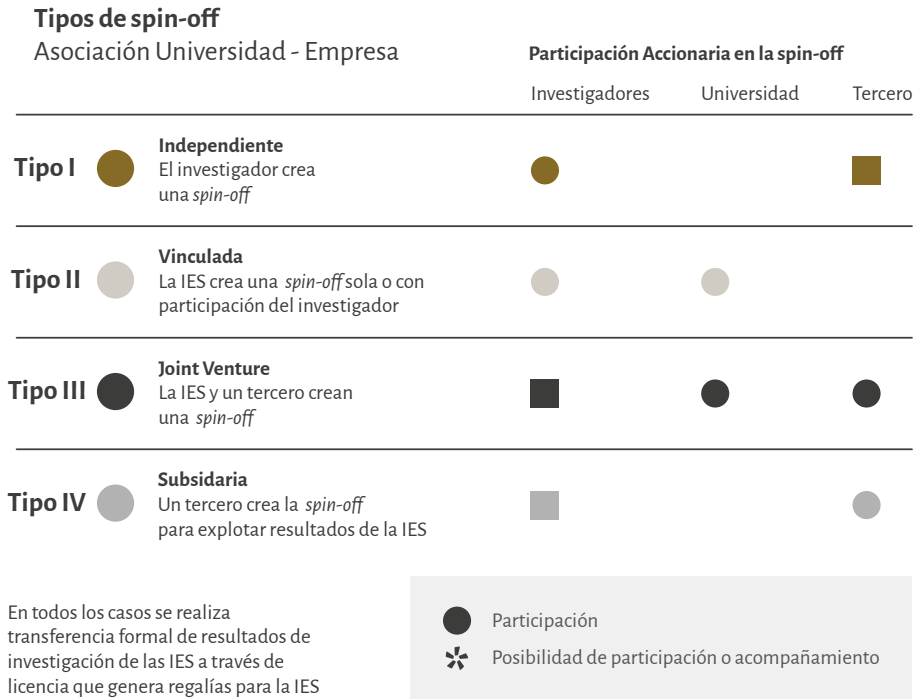 Tipos de spin-off
Asociación Universidad - Empresa
Participación Accionaria en la spin-off
Investigadores Universidad Tercero
Tipo I
Independiente
El investigador crea
una spin-off
Tipo II
Vinculada
La IES crea una spin-off sola o con
participación del investigador
Tipo III
Joint Venture
La IES y un tercero crean
una spin-off
Tipo IV
Subsidaria
Un tercero crea la spin-off
para explotar resultados de la IES
En todos los casos se realiza
transferencia formal de resultados de
investigación de las IES a través de
licencia que genera regalías para la IES
Participación
Posibilidad de participación o acompañamiento